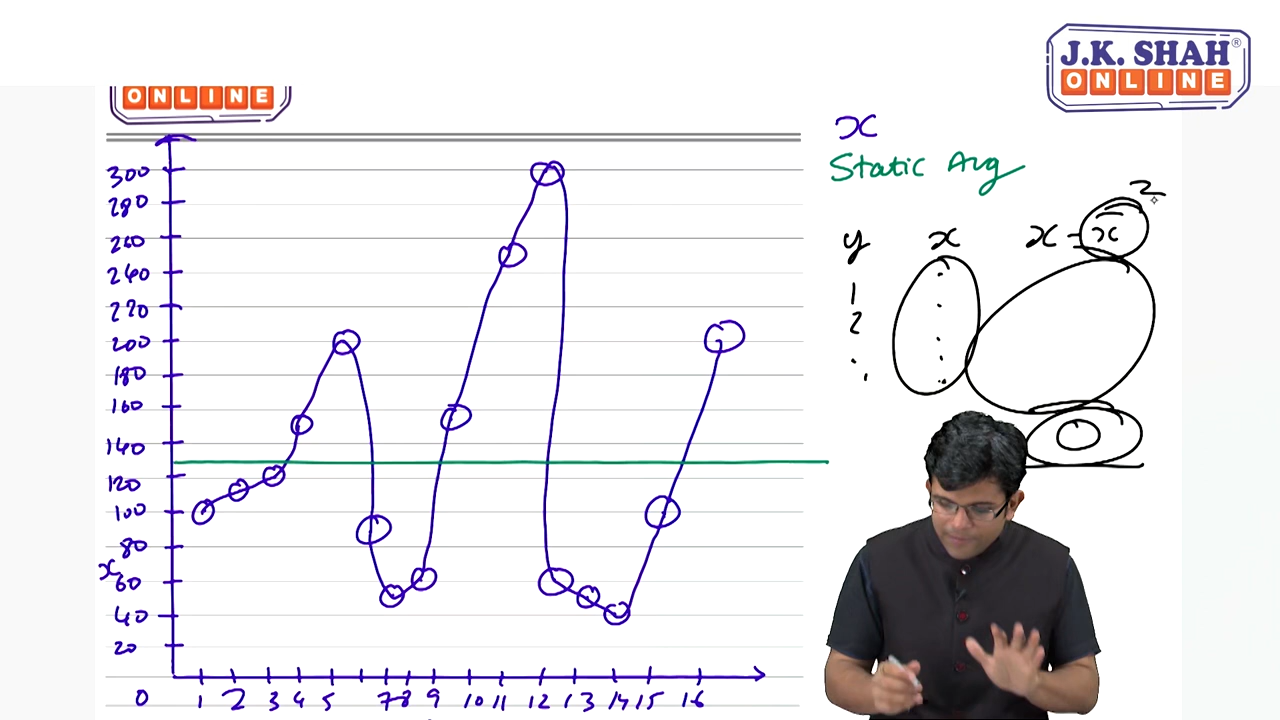 J.K. SHAH®
ONLINE
ONLINE
x
Static Avg
2
y x x - x̄
1
2
.
.
300
280
260
240
220
200
180
160
140
120
100
80
x 60
40
20
0 1 2 3 4 5 7 8 9 10 11 12 13 14 15 16
0